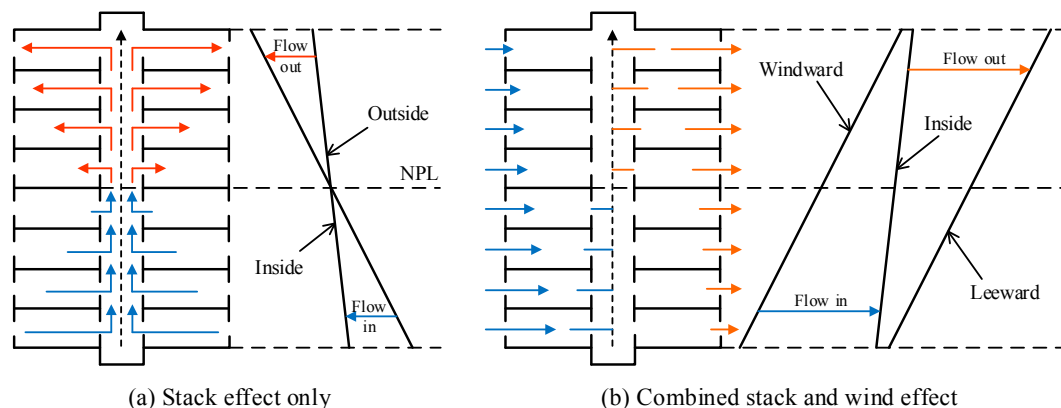 Flow
out
Outside
NPL
Inside
Flow
in
(a) Stack effect only
Windward
Flow out
Inside
Flow in
Leeward
(b) Combined stack and wind effect